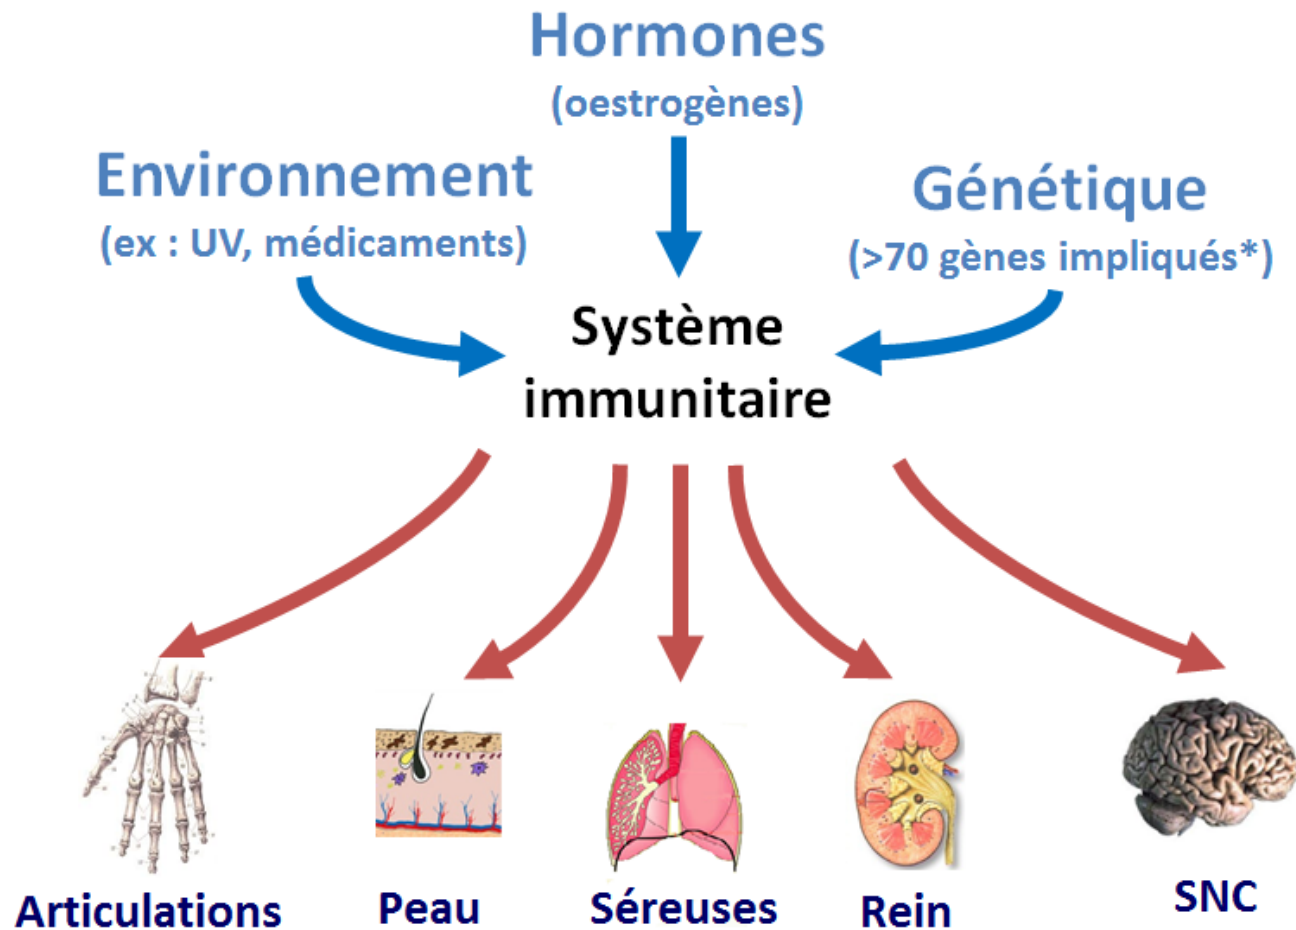 Hormones
(oestrogènes)
Environnement
(ex : UV, médicaments)
Génétique
(>70 gènes impliqués*)
Système
immunitaire
Articulations
Peau
Séreuses
Rein
SNC